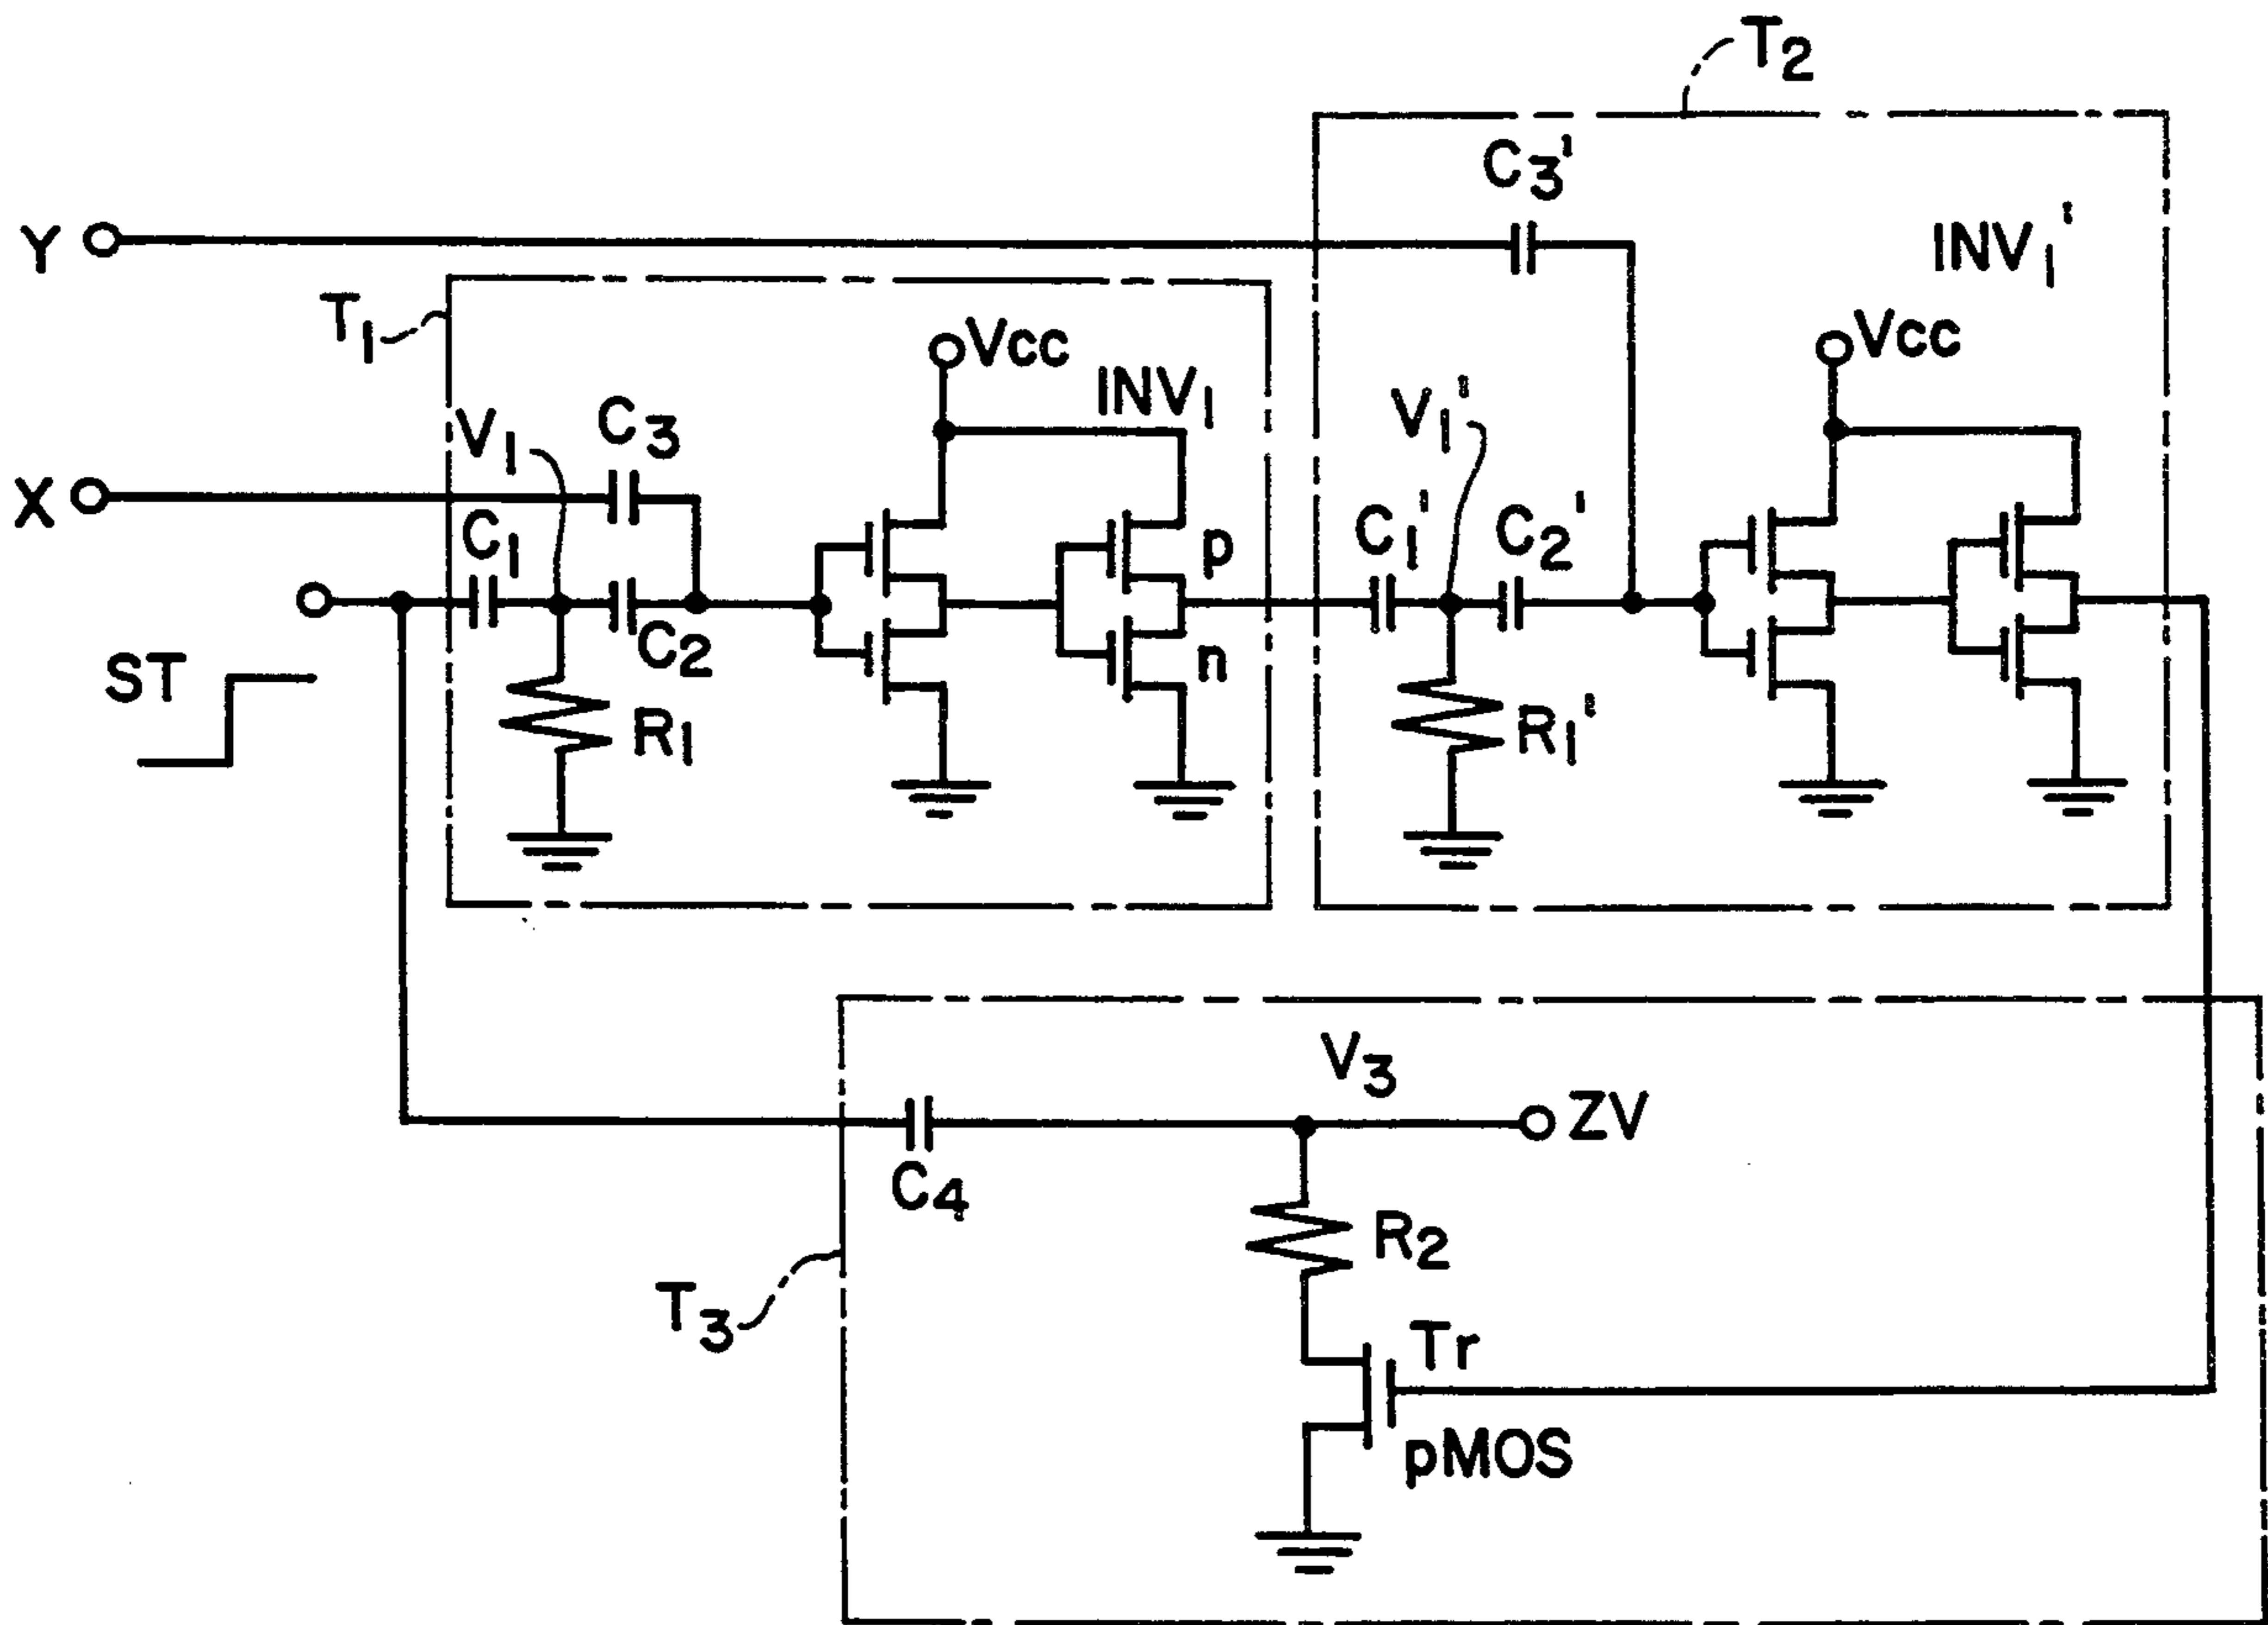 T2
C3'
Y
INV1'
T1
Vcc
Vcc
INV1
V1
C3
V1'
X
C1
p
C1'
C2'
C2
n
ST
R1
R1'
V3
ZV
C4
R2
T3
Tr
pMOS